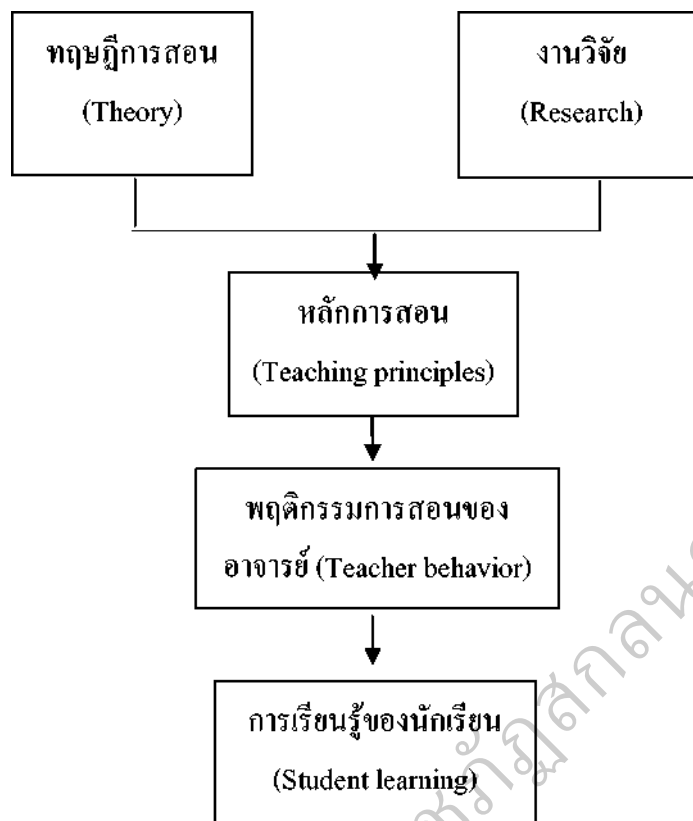 ทฤษฎีการสอน
(Theory)
งานวิจัย
(Research)
หลักการสอน
(Teaching principles)
พฤติกรรมการสอนของ
อาจารย์ (Teacher behavior)
การเรียนรู้ของนักเรียน
(Student learning)